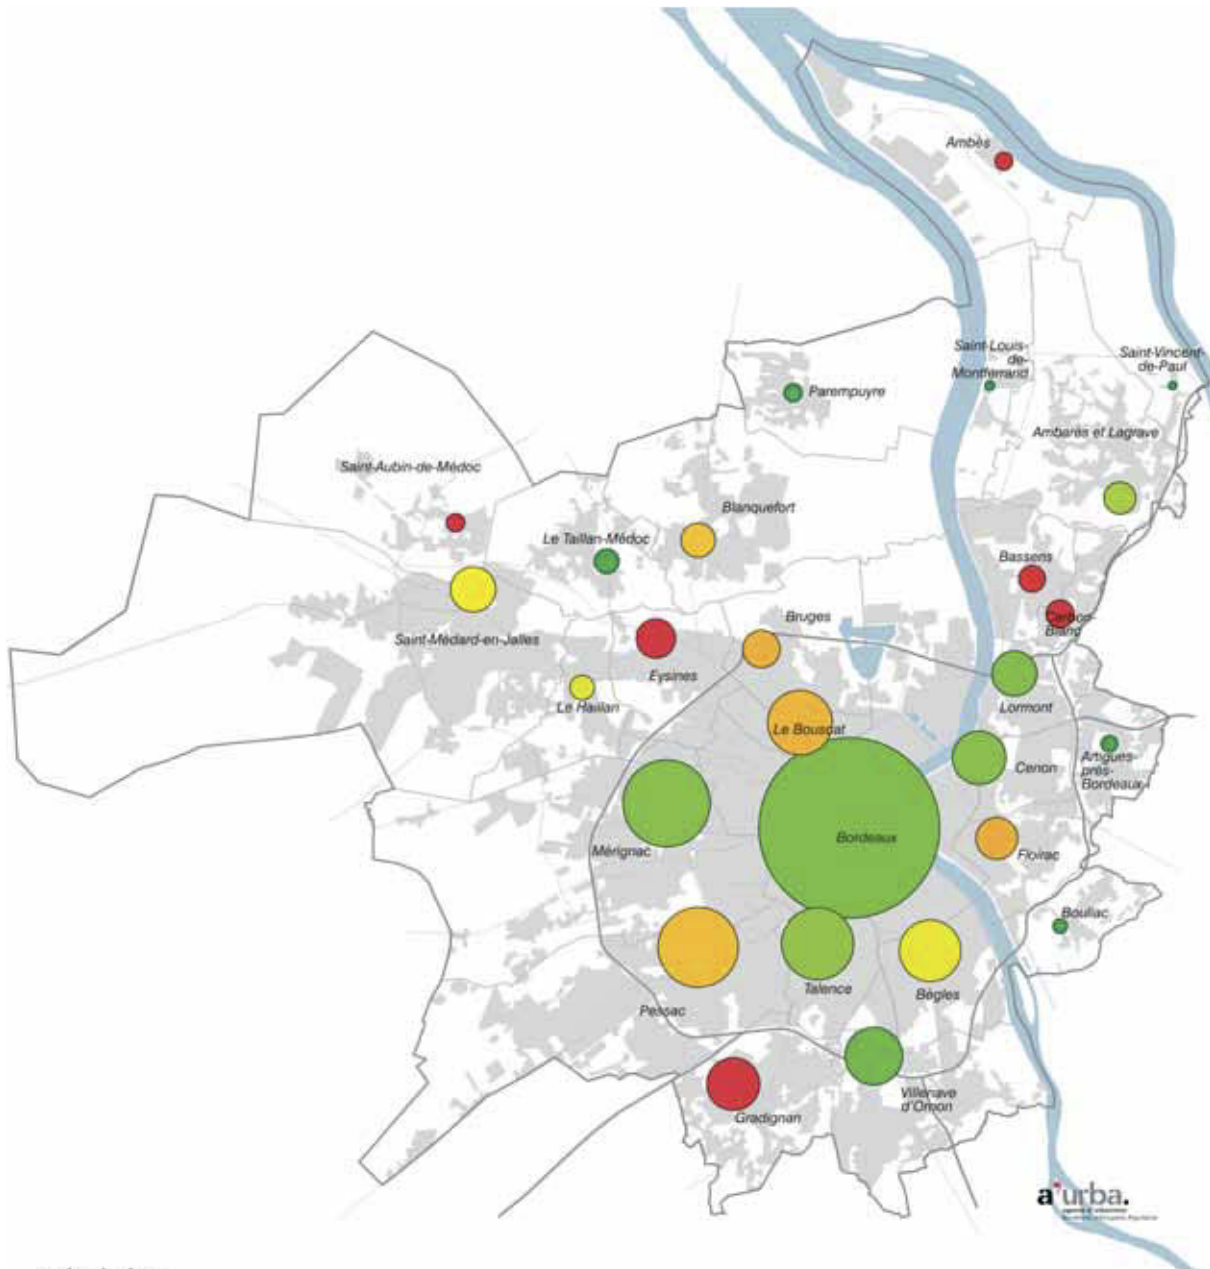 Ambès
Saint-Louis-
de-
Montferrand
Saint-Vincent-
de-Paul
Parempuyre
Ambarès et Lagrave
Saint-Aubin-de-Médoc
Blanquefort
Le Taillan-Médoc
Bassens
Carbon-
Blanc
Bruges
Saint-Médard-en-Jalles
Eysines
Le Haillan
Lormont
Le Bouscat
Cenon
Artigues-
près-
Bordeaux
Bordeaux
Mérignac
Floirac
Bouliac
Talence
Bègles
Pessac
Villenave
d'Ornon
Gradignan
a'urba.